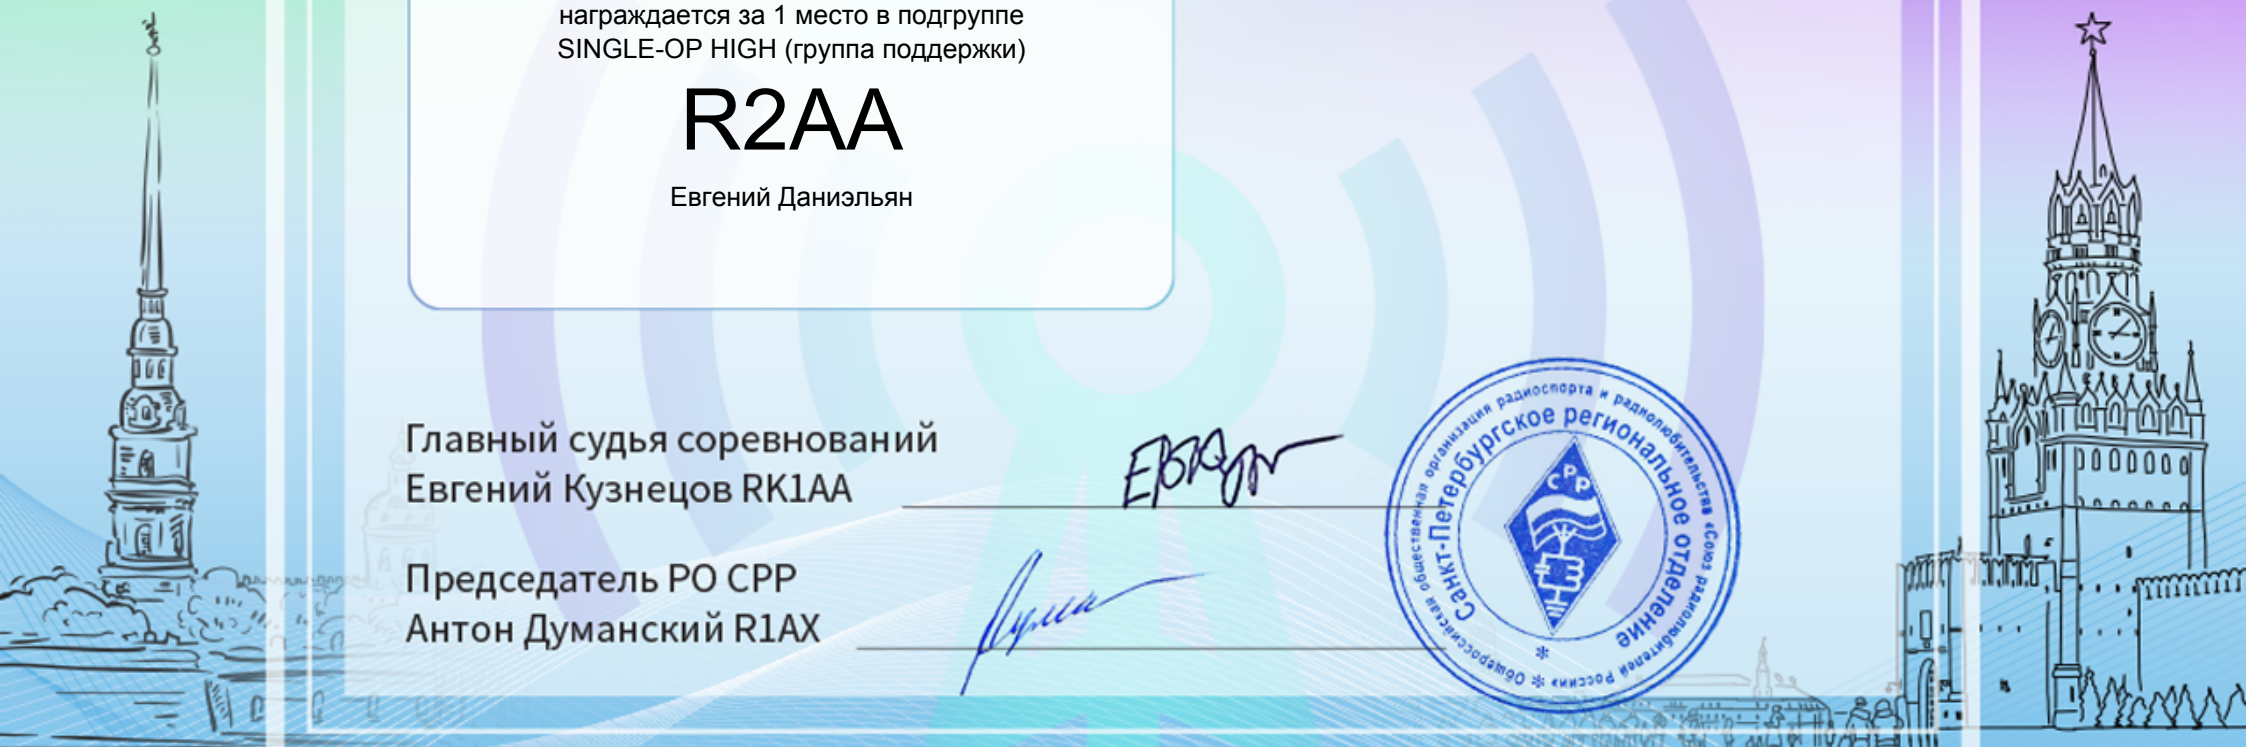 награждается за 1 место в подгруппе
SINGLE-OP HIGH (группа поддержки)
R2AA
Евгений Даниэльян
Главный судья соревнований
Евгений Кузнецов RK1AA
Председатель РО СРР
Антон Думанский R1AX
Общероссийская общественная организация радиоспорта и радиолюбительства «Союз радиолюбителей России»
Санкт-Петербургское региональное отделение
СРР